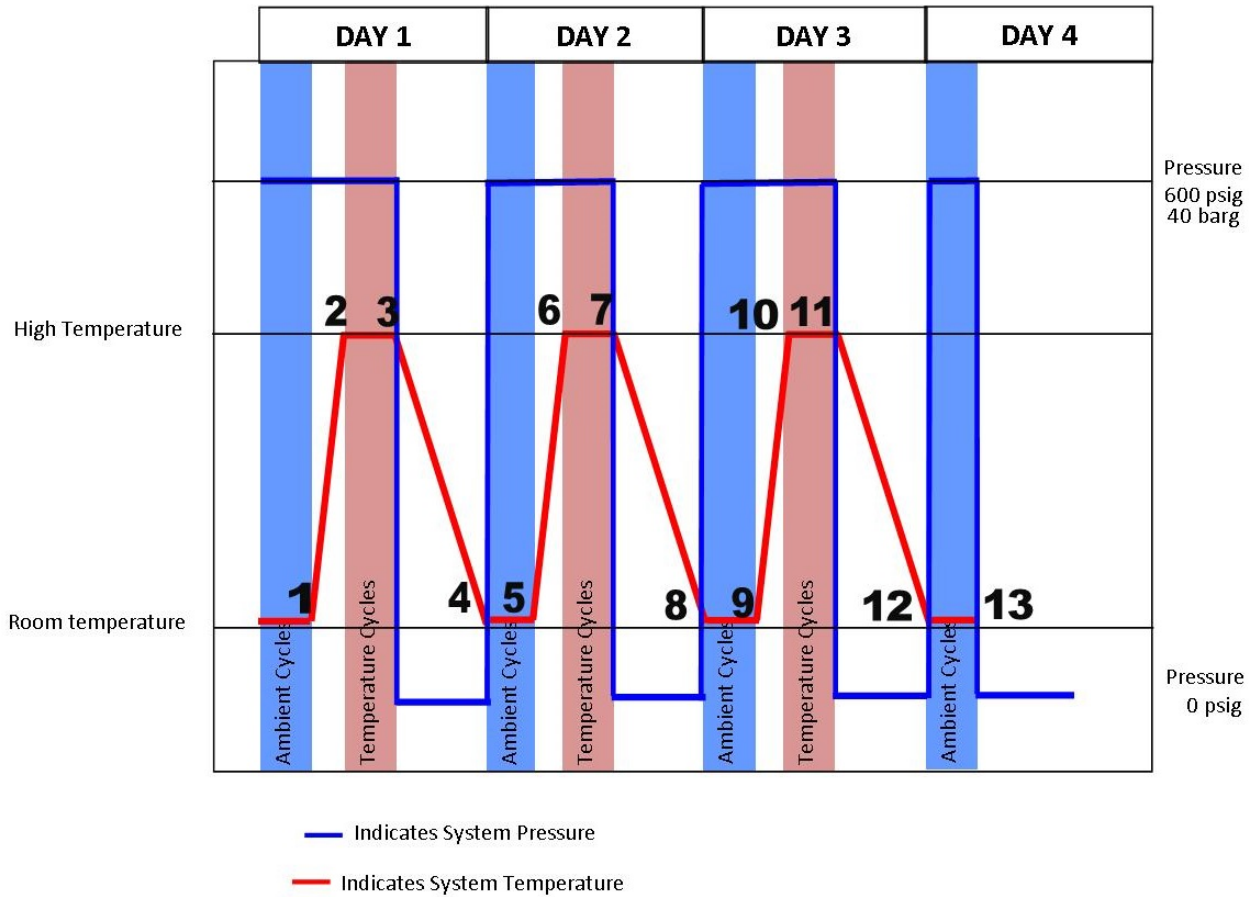 DAY 1
DAY 2
DAY 3
DAY 4
Pressure
600 psig
40 barg
High Temperature
2
3
6
7
10
11
Room temperature
1
4
5
8
9
12
13
Ambient Cycles
Temperature Cycles
Ambient Cycles
Temperature Cycles
Ambient Cycles
Temperature Cycles
Ambient Cycles
Pressure
0 psig
Indicates System Pressure
Indicates System Temperature